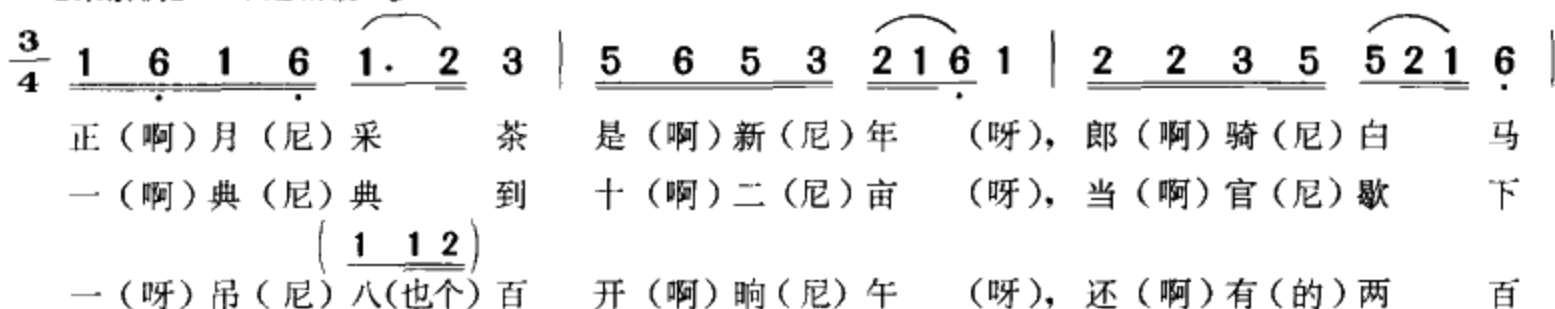 3/4 1 6 1 6 1. 2 3 | 5 6 5 3 2 1 6 1 | 2 2 3 5 5 2 1 6 |
正（啊）月（尼）采 茶 是（啊）新（尼）年 （呀），郎（啊）骑（尼）白 马
一（啊）典（尼）典 到 十（啊）二（尼）亩 （呀），当（啊）官（尼）歇 下
(1 1 2)
一（呀）吊（尼）八(也个)百 开（啊）晌（尼）午 （呀），还（啊）有（的）两 百